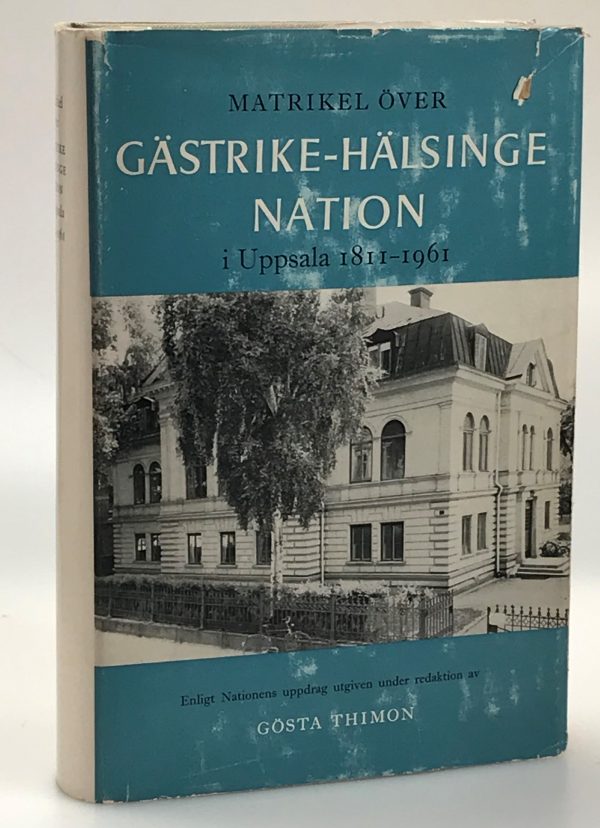 MATRIKEL ÖVER
GÄSTRIKE-HÄLSINGE
NATION
i Uppsala 1811-1961
Enligt Nationens uppdrag utgiven under redaktion av
GÖSTA THIMON